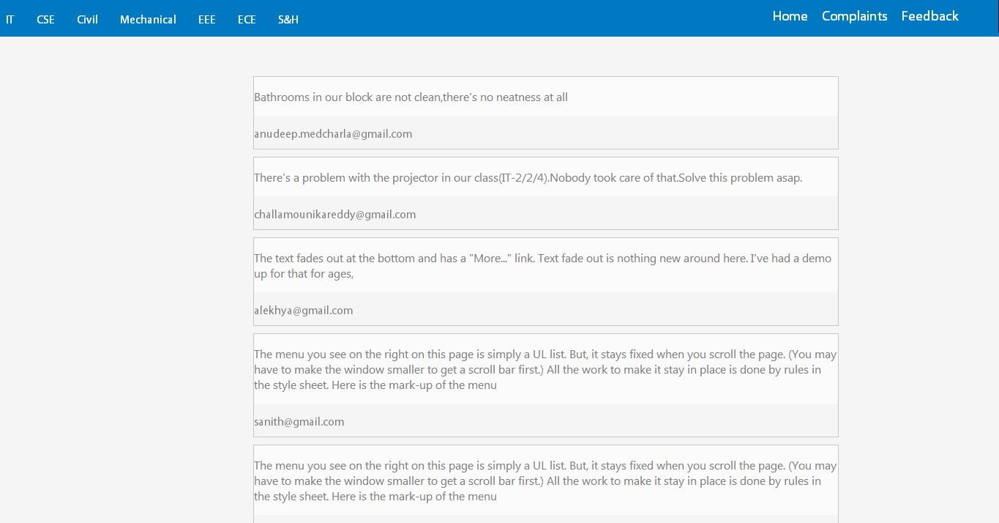 IT CSE Civil Mechanical EEE ECE S&H Home Complaints Feedback
Bathrooms in our block are not clean,there's no neatness at all
anudeep.medcharla@gmail.com
There's a problem with the projector in our class(IT-2/2/4).Nobody took care of that.Solve this problem asap.
challamounikareddy@gmail.com
The text fades out at the bottom and has a "More..." link. Text fade out is nothing new around here. I've had a demo
up for that for ages,
alekhya@gmail.com
The menu you see on the right on this page is simply a UL list. But, it stays fixed when you scroll the page. (You may
have to make the window smaller to get a scroll bar first.) All the work to make it stay in place is done by rules in
the style sheet. Here is the mark-up of the menu
sanith@gmail.com
The menu you see on the right on this page is simply a UL list. But, it stays fixed when you scroll the page. (You may
have to make the window smaller to get a scroll bar first.) All the work to make it stay in place is done by rules in
the style sheet. Here is the mark-up of the menu